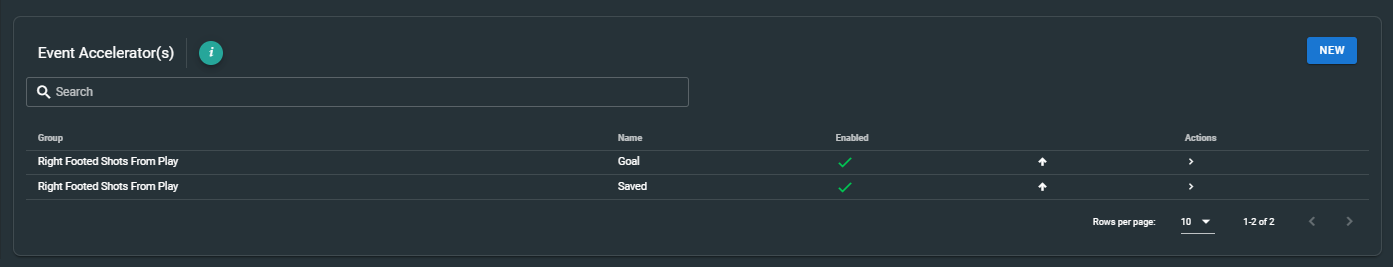 Event Accelerator(s) i NEW
Search
Group Name Enabled Actions
Right Footed Shots From Play Goal
Right Footed Shots From Play Saved
Rows per page: 10 1-2 of 2